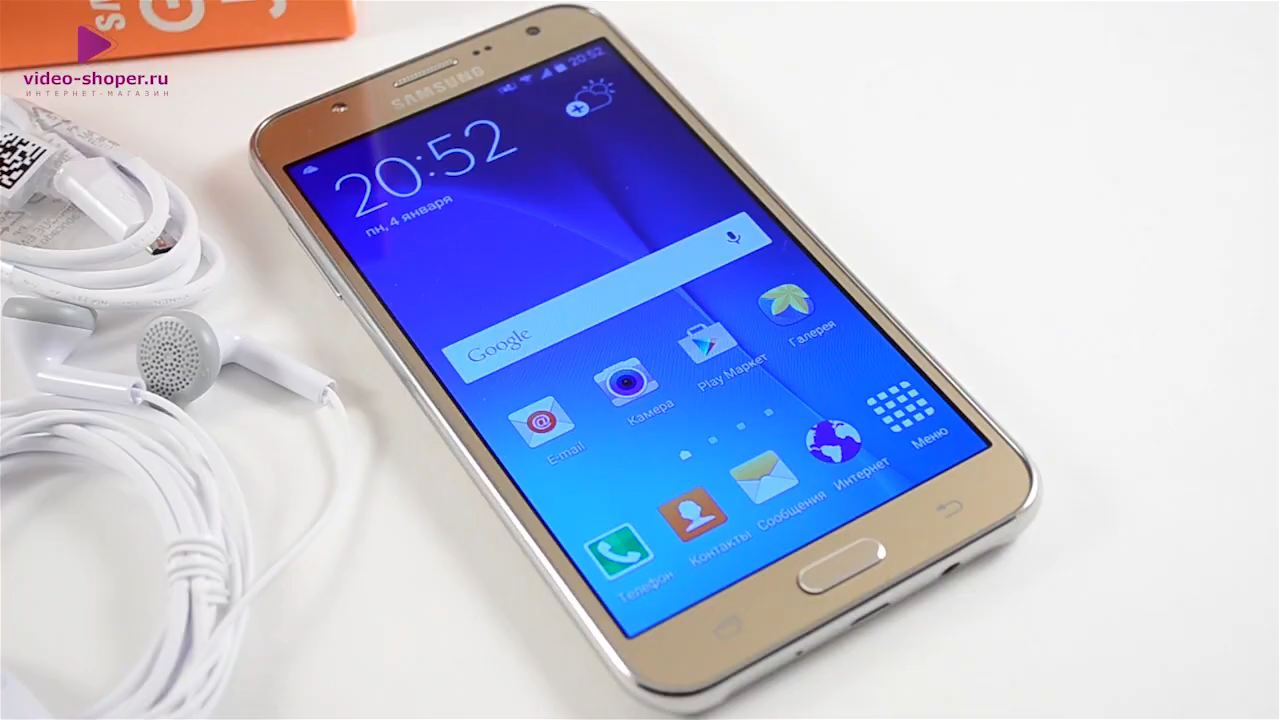 video-shoper.ru
ИНТЕРНЕТ-МАГАЗИН
SAMSUNG
20:52
20:52
пн, 4 января
Google
E-mail
Камера
Play Маркет
Галерея
Телефон
Контакты
Сообщения
Интернет
Меню